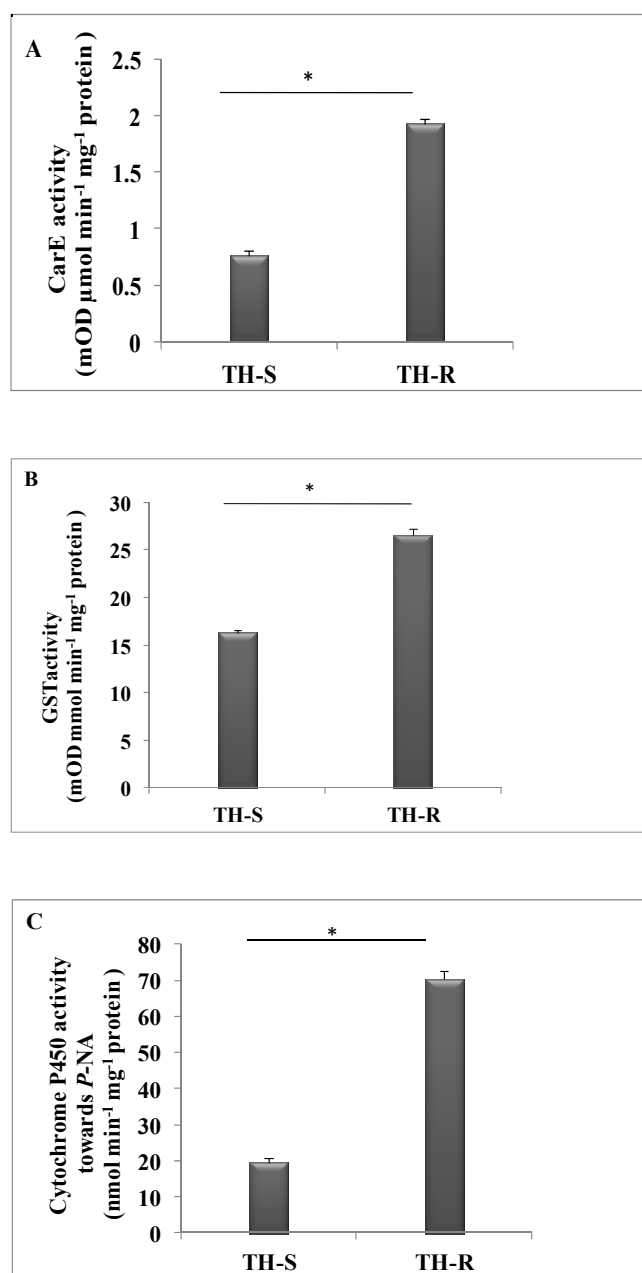 A
CarE activity
(mOD μmol min⁻¹ mg⁻¹ protein )
2.5
2
1.5
1
0.5
0
*
TH-S TH-R
B
GSTactivity
(mOD mmol min⁻¹ mg⁻¹ protein )
30
25
20
15
10
5
0
*
TH-S TH-R
C
Cytochrome P450 activity
towards P-NA
(nmol min⁻¹ mg⁻¹ protein )
80
70
60
50
40
30
20
10
0
*
TH-S TH-R